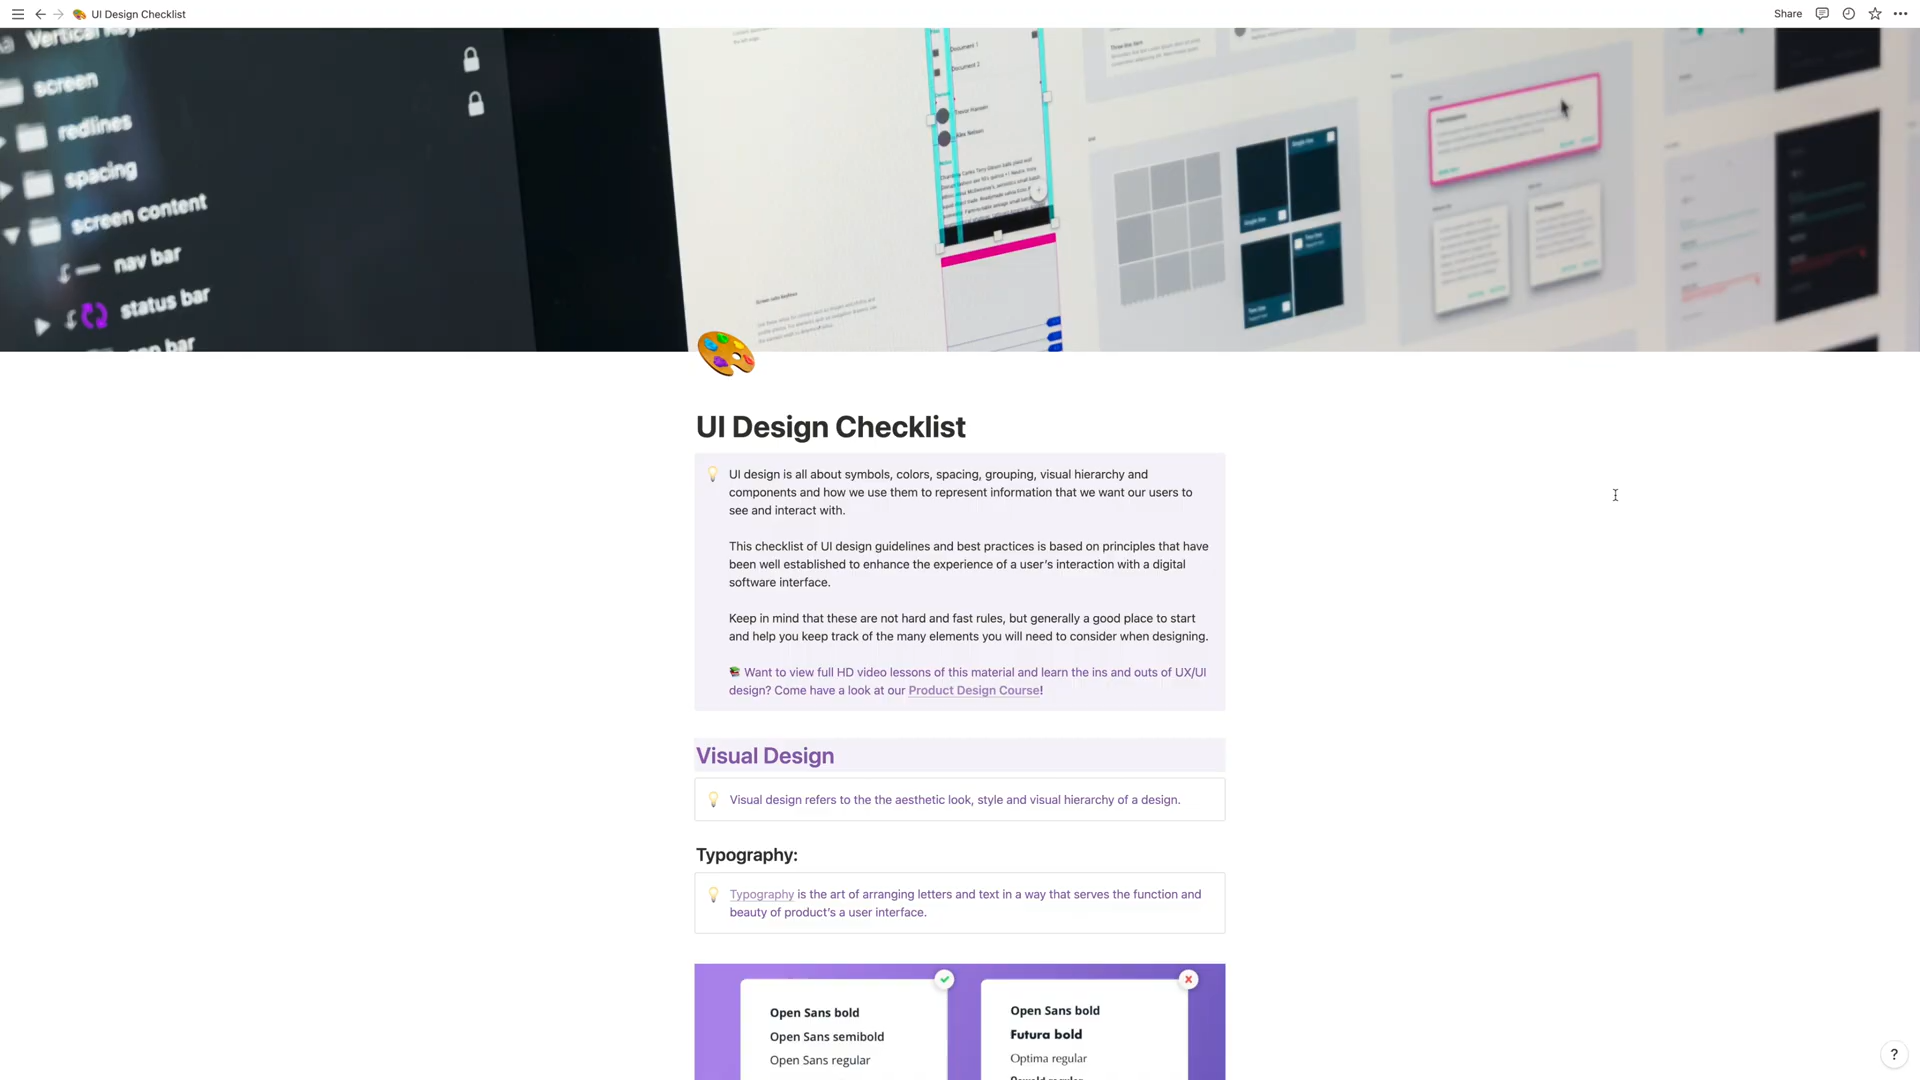 UI Design Checklist
Share
Vertical
screen
redlines
spacing
screen content
nav bar
status bar
bar
Document 1
Document 2
Trevor Hansen
Alex Nelson
UI Design Checklist
UI design is all about symbols, colors, spacing, grouping, visual hierarchy and
components and how we use them to represent information that we want our users to
see and interact with.
This checklist of UI design guidelines and best practices is based on principles that have
been well established to enhance the experience of a user's interaction with a digital
software interface.
Keep in mind that these are not hard and fast rules, but generally a good place to start
and help you keep track of the many elements you will need to consider when designing.
Want to view full HD video lessons of this material and learn the ins and outs of UX/UI
design? Come have a look at our Product Design Course!
Visual Design
Visual design refers to the the aesthetic look, style and visual hierarchy of a design.
Typography:
Typography is the art of arranging letters and text in a way that serves the function and
beauty of product's a user interface.
Open Sans bold
Open Sans semibold
Open Sans regular
Open Sans bold
Futura bold
Optima regular
?